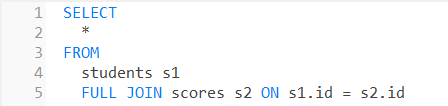 1 SELECT
2   *
3 FROM
4   students s1
5   FULL JOIN scores s2 ON s1.id = s2.id